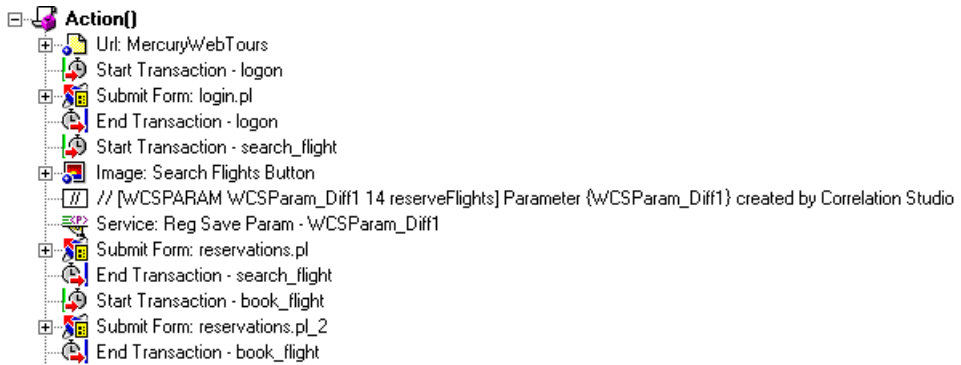 Action()
Url: MercuryWebTours
Start Transaction - logon
Submit Form: login.pl
End Transaction - logon
Start Transaction - search_flight
Image: Search Flights Button
// // [WCSPARAM WCSParam_Diff1 14 reserveFlights] Parameter {WCSParam_Diff1} created by Correlation Studio
<P> Service: Reg Save Param - WCSParam_Diff1
Submit Form: reservations.pl
End Transaction - search_flight
Start Transaction - book_flight
Submit Form: reservations.pl_2
End Transaction - book_flight